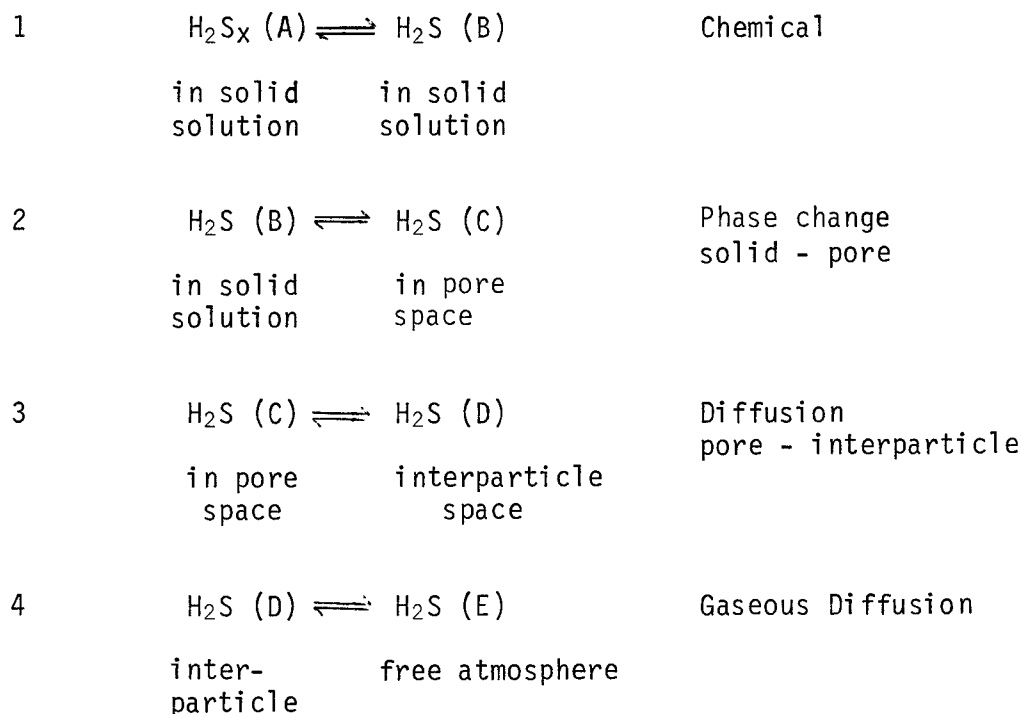 1 H₂Sx (A) ⇌ H₂S (B) Chemical
in solid in solid
solution solution
2 H₂S (B) ⇌ H₂S (C) Phase change
solid - pore
in solid in pore
solution space
3 H₂S (C) ⇌ H₂S (D) Diffusion
pore - interparticle
in pore interparticle
space space
4 H₂S (D) ⇌ H₂S (E) Gaseous Diffusion
inter- free atmosphere
particle